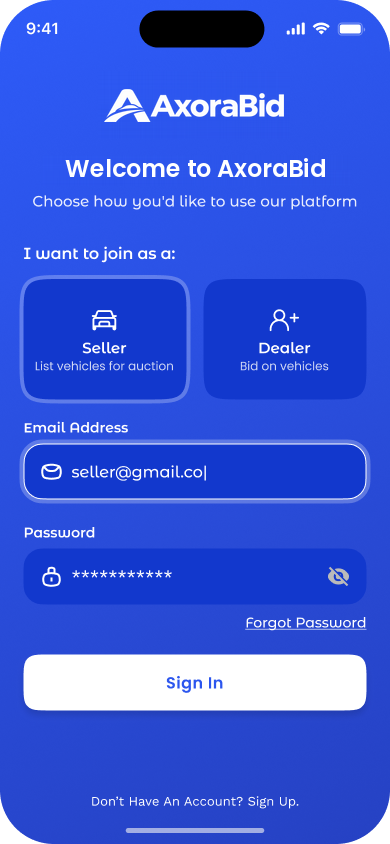 9:41
AxoraBid
Welcome to AxoraBid
Choose how you'd like to use our platform
I want to join as a:
Seller
List vehicles for auction
Dealer
Bid on vehicles
Email Address
seller@gmail.co|
Password
***********
Forgot Password
Sign In
Don't Have An Account? Sign Up.